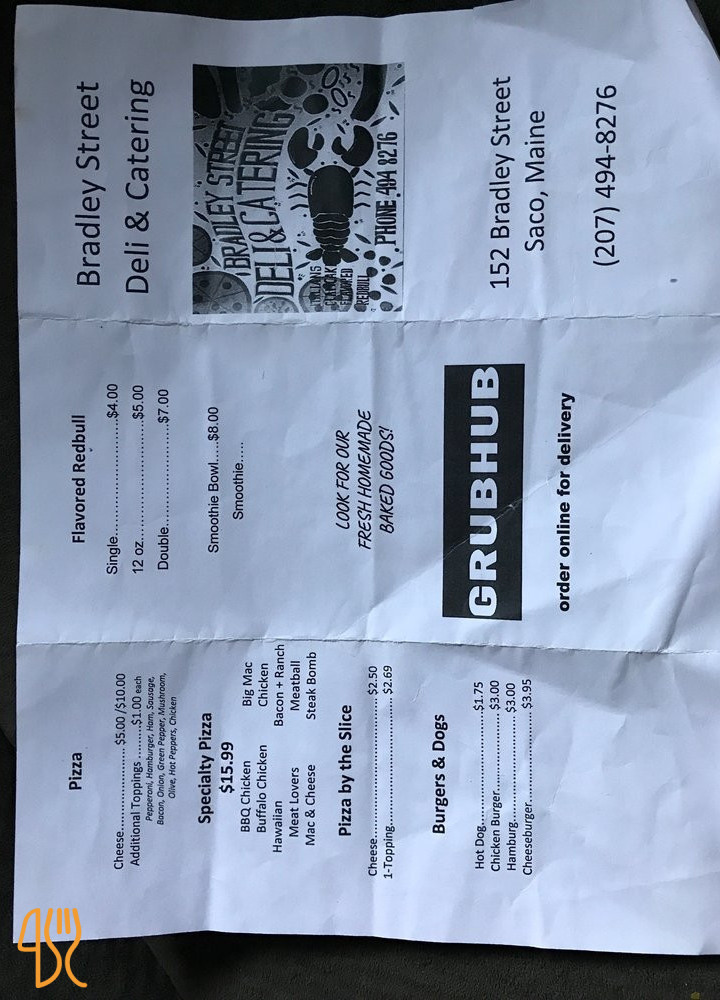 Pizza
Cheese........................ $5.00 /$10.00
Additional Toppings ..........$1.00 each
Pepperoni, Hamburger, Ham, Sausage,
Bacon, Onion, Green Pepper, Mushroom,
Olive, Hot Peppers, Chicken
Specialty Pizza
$15.99
BBQ Chicken Big Mac
Buffalo Chicken Chicken
Hawaiian Bacon + Ranch
Meat Lovers Meatball
Mac & Cheese Steak Bomb
Pizza by the Slice
Cheese........................................ $2.50
1-Topping.................................... $2.69
Burgers & Dogs
Hot Dog.................................$1.75
Chicken Burger......................$3.00
Hamburg...............................$3.00
Cheeseburger........................$3.95
Flavored Redbull
Single..............................$4.00
12 oz...............................$5.00
Double............................$7.00
Smoothie Bowl.....$8.00
Smoothie.....
LOOK FOR OUR
FRESH HOMEMADE
BAKED GOODS!
GRUBHUB
order online for delivery
Bradley Street
Deli & Catering
BRADLEY STREET
DELI & CATERING
ITALIANS
FLAVORED
REDBULL
PHONE 494 8276
152 Bradley Street
Saco, Maine
(207) 494-8276